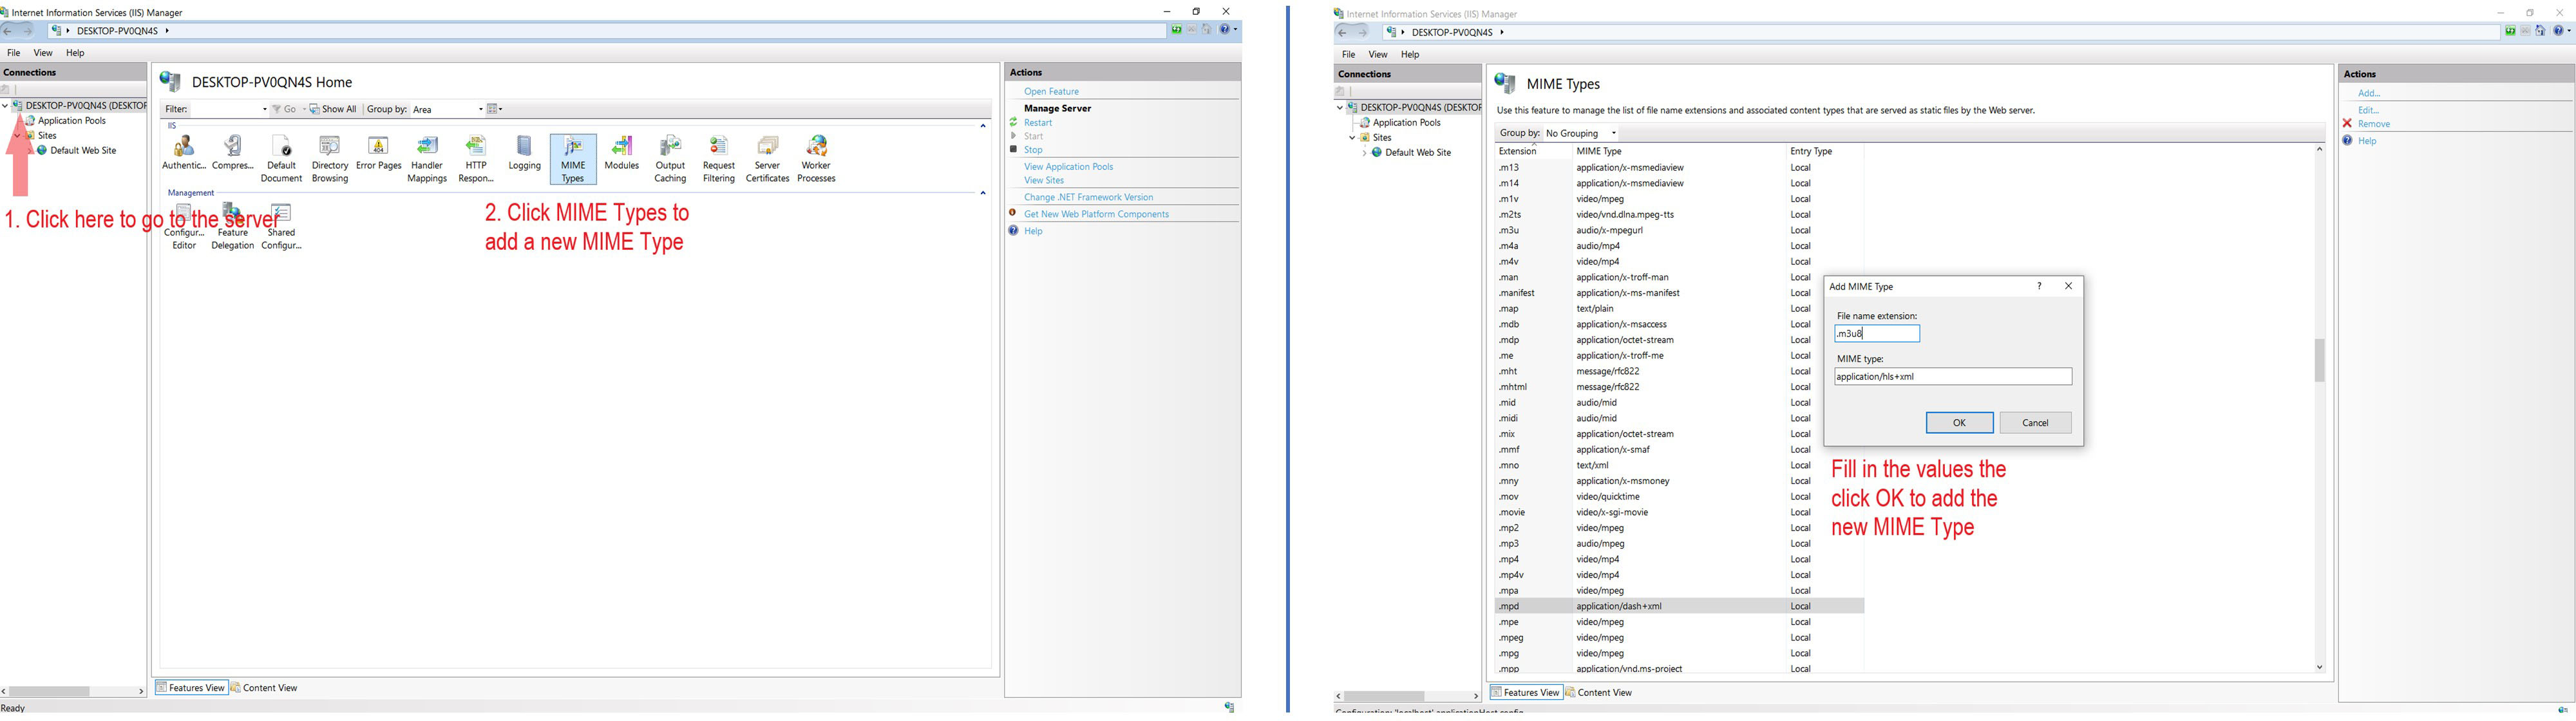 Internet Information Services (IIS) Manager
DESKTOP-PV0QN4S
File View Help
Connections
DESKTOP-PV0QN4S (DESKTOP
Application Pools
Sites
Default Web Site
1. Click here to go to the server
DESKTOP-PV0QN4S Home
Filter: Go Show All Group by: Area
IIS
Authentic... Compres... Default Document Directory Browsing Error Pages Handler Mappings HTTP Respon... Logging MIME Types Modules Output Caching Request Filtering Server Certificates Worker Processes
Management
Configur... Editor Feature Delegation Shared Configur...
2. Click MIME Types to
add a new MIME Type
Features View Content View
Ready
Actions
Open Feature
Manage Server
Restart
Start
Stop
View Application Pools
View Sites
Change .NET Framework Version
Get New Web Platform Components
Help
Internet Information Services (IIS) Manager
DESKTOP-PV0QN4S
File View Help
Connections
DESKTOP-PV0QN4S (DESKTOP
Application Pools
Sites
Default Web Site
MIME Types
Use this feature to manage the list of file name extensions and associated content types that are served as static files by the Web server.
Group by: No Grouping
Extension MIME Type Entry Type
.m13 application/x-msmediaview Local
.m14 application/x-msmediaview Local
.m1v video/mpeg Local
.m2ts video/vnd.dlna.mpeg-tts Local
.m3u audio/x-mpegurl Local
.m4a audio/mp4 Local
.m4v video/mp4 Local
.man application/x-troff-man Local
.manifest application/x-ms-manifest Local
.map text/plain Local
.mdb application/x-msaccess Local
.mdp application/octet-stream Local
.me application/x-troff-me Local
.mht message/rfc822 Local
.mhtml message/rfc822 Local
.mid audio/mid Local
.midi audio/mid Local
.mix application/octet-stream Local
.mmf application/x-smaf Local
.mno text/xml Local
.mny application/x-msmoney Local
.mov video/quicktime Local
.movie video/x-sgi-movie Local
.mp2 video/mpeg Local
.mp3 audio/mpeg Local
.mp4 video/mp4 Local
.mp4v video/mp4 Local
.mpa video/mpeg Local
.mpd application/dash+xml Local
.mpe video/mpeg Local
.mpeg video/mpeg Local
.mpg video/mpeg Local
.mpp application/vnd.ms-project Local
Features View Content View
Configuration: 'localhost' applicationHost.config
Add MIME Type
File name extension:
.m3u8
MIME type:
application/hls+xml
OK Cancel
Fill in the values the
click OK to add the
new MIME Type
Actions
Add...
Edit...
Remove
Help